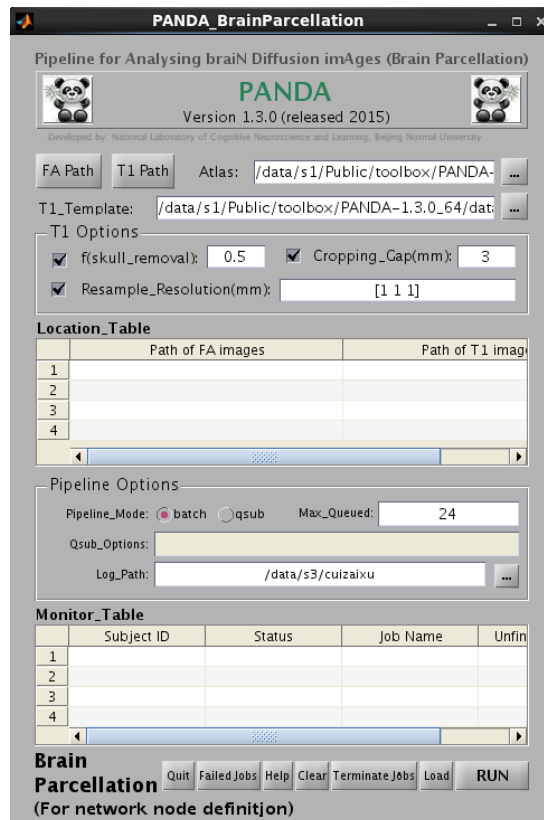 PANDA_BrainParcellation
Pipeline for Analysing braiN Diffusion imAges (Brain Parcellation)
PANDA
Version 1.3.0 (released 2015)
Developed by: National Laboratory of Cognitive Neuroscience and Learning, Beijing Normal University
FA Path T1 Path Atlas: /data/s1/Public/toolbox/PANDA- ...
T1_Template: /data/s1/Public/toolbox/PANDA-1.3.0_64/dat ...
T1 Options
f(skull_removal): 0.5 Cropping_Gap(mm): 3
Resample_Resolution(mm): [1 1 1]
Location_Table
Path of FA images Path of T1 imag
1
2
3
4
Pipeline Options
Pipeline_Mode: batch qsub Max_Queued: 24
Qsub_Options:
Log_Path: /data/s3/cuizaixu ...
Monitor_Table
Subject ID Status Job Name Unfin
1
2
3
4
Brain
Parcellation Quit Failed Jobs Help Clear Terminate Jobs Load RUN
(For network node definition)